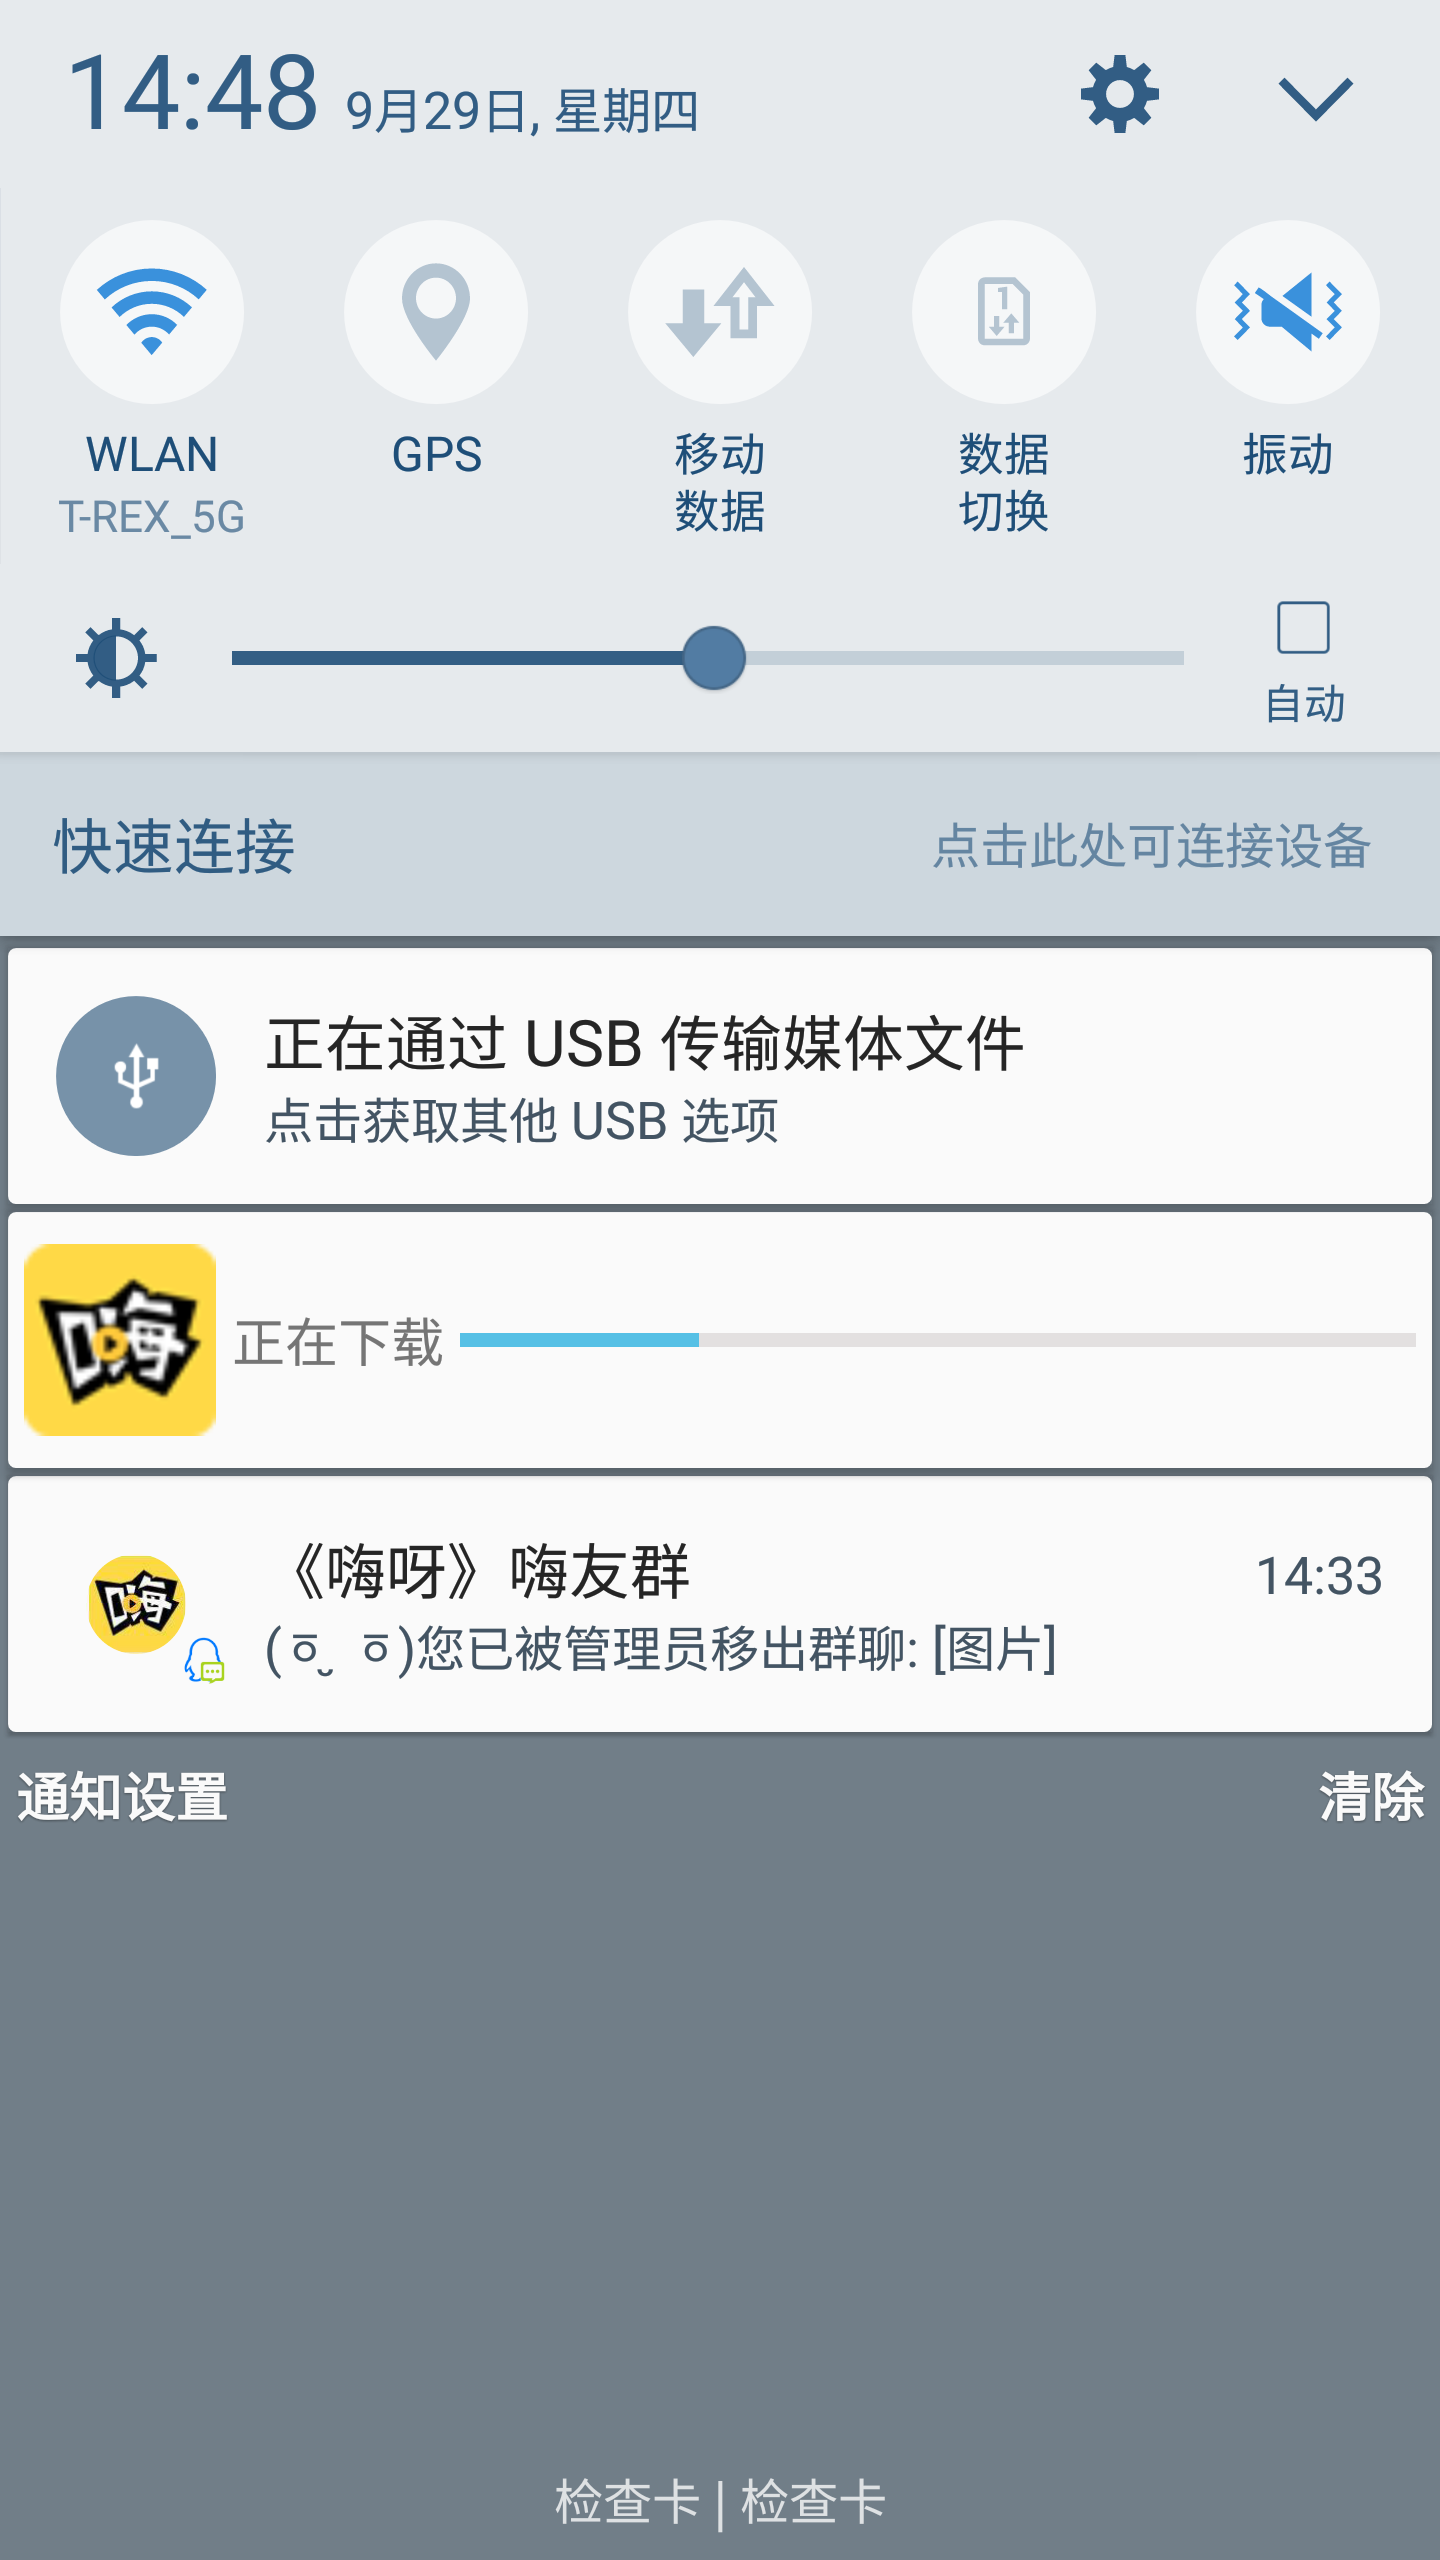 14:48 9月29日, 星期四
WLAN
T-REX_5G
GPS
移动
数据
1
数据
切换
振动
自动
快速连接 点击此处可连接设备
正在通过 USB 传输媒体文件
点击获取其他 USB 选项
嗨
正在下载
嗨
《嗨呀》嗨友群 14:33
(ㅎ̯ㅎ)您已被管理员移出群聊: [图片]
通知设置 清除
检查卡 | 检查卡